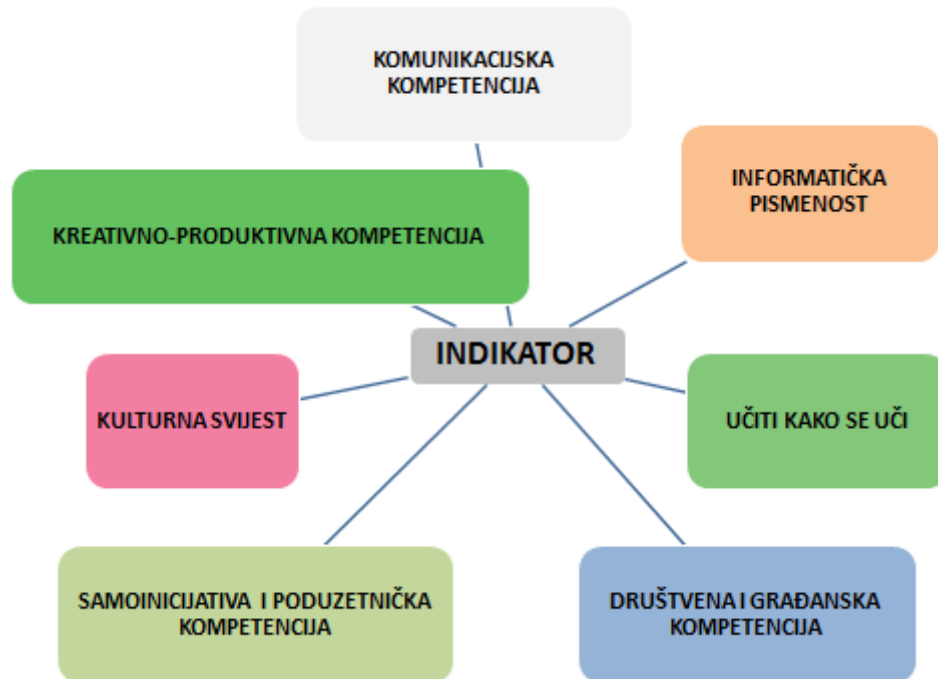 KOMUNIKACIJSKA
KOMPETENCIJA
INFORMATIČKA
PISMENOST
KREATIVNO-PRODUKTIVNA KOMPETENCIJA
INDIKATOR
KULTURNA SVIJEST
UČITI KAKO SE UČI
SAMOINICIJATIVA I PODUZETNIČKA
KOMPETENCIJA
DRUŠTVENA I GRAĐANSKA
KOMPETENCIJA